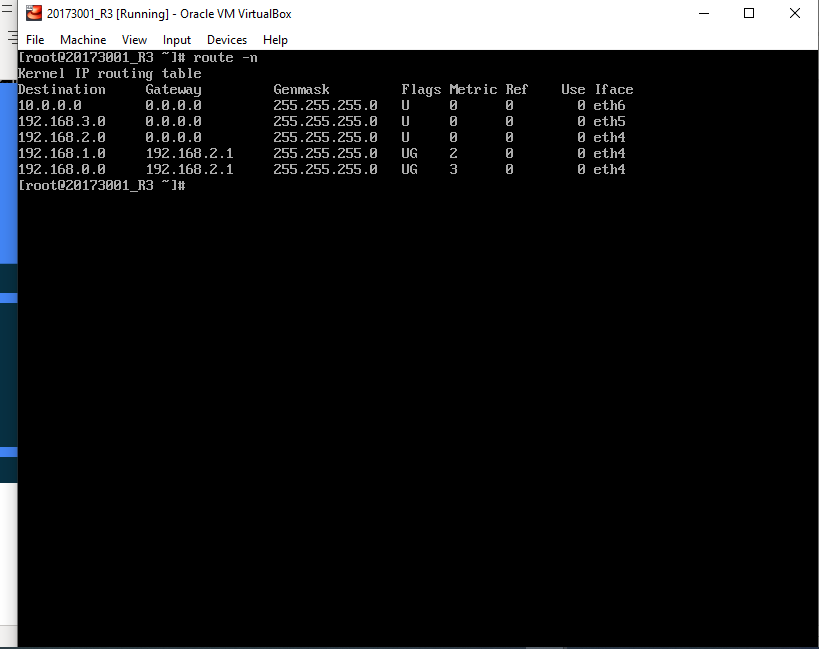 20173001_R3 [Running] - Oracle VM VirtualBox
File Machine View Input Devices Help
[root@20173001_R3 ~]# route -n
Kernel IP routing table
Destination Gateway Genmask Flags Metric Ref Use Iface
10.0.0.0 0.0.0.0 255.255.255.0 U 0 0 0 eth6
192.168.3.0 0.0.0.0 255.255.255.0 U 0 0 0 eth5
192.168.2.0 0.0.0.0 255.255.255.0 U 0 0 0 eth4
192.168.1.0 192.168.2.1 255.255.255.0 UG 2 0 0 eth4
192.168.0.0 192.168.2.1 255.255.255.0 UG 3 0 0 eth4
[root@20173001_R3 ~]#